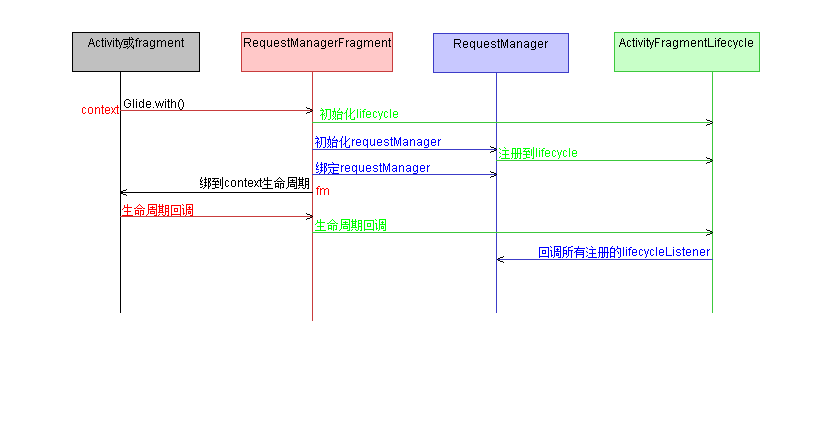 Activity或fragment
RequestManagerFragment
RequestManager
ActivityFragmentLifecycle
context
Glide.with()
初始化lifecycle
初始化requestManager
注册到lifecycle
绑定requestManager
绑到context生命周期
fm
生命周期回调
生命周期回调
回调所有注册的lifecycleListener